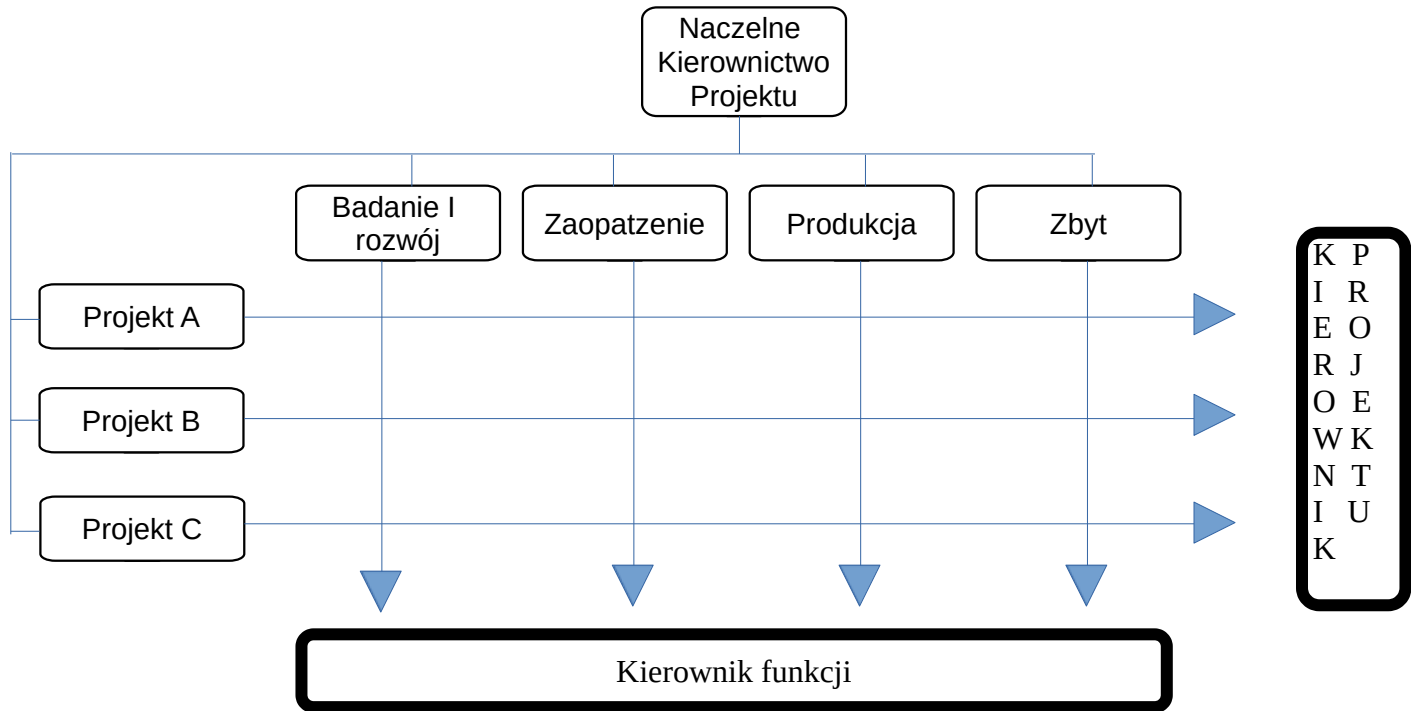 Naczelne
Kierownictwo
Projektu
Badanie I
rozwój
Zaopatzenie
Produkcja
Zbyt
Projekt A
Projekt B
Projekt C
K P
I R
E O
R J
O E
W K
N T
I U
K
Kierownik funkcji